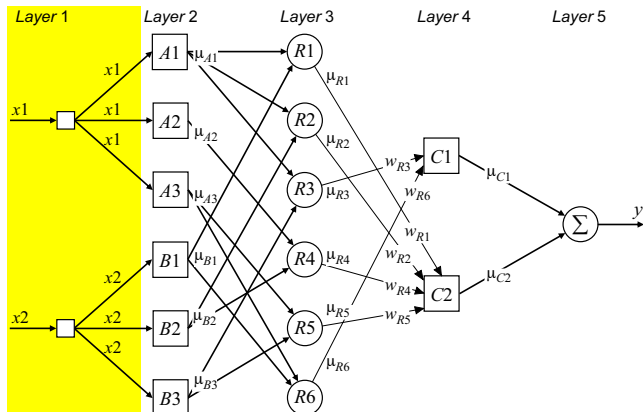 Layer 1 Layer 2 Layer 3 Layer 4 Layer 5
A1 μA1 R1
x1 μR1
x1 x1 A2 μA2 R2 μR2
x1 wR3 C1 μC1
A3 μA3 R3 μR3 wR6
y
Σ
B1 μB1 R4 μR4 wR1
x2 wR2 μC2
x2 x2 B2 μB2 wR4 C2
x2 R5 μR5 wR5
B3 μB3 μR6
R6